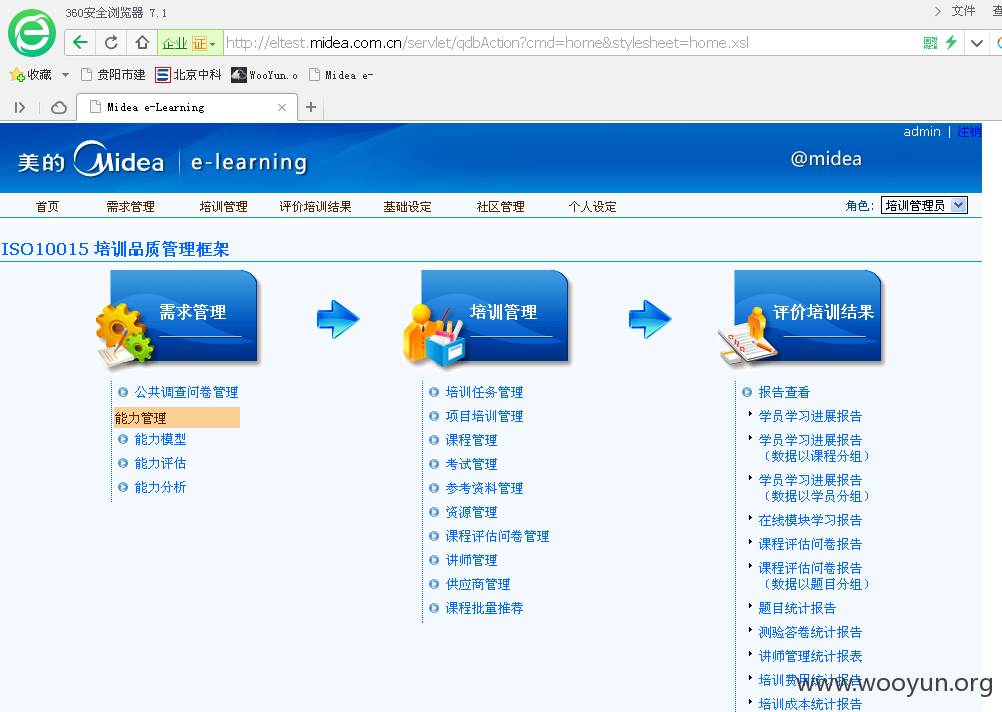 360安全浏览器 7.1
文件
企业 证
http://eltest.midea.com.cn/servlet/qdbAction?cmd=home&stylesheet=home.xsl
收藏 贵阳市建 北京中科 WooYun.o Midea e-
Midea e-Learning
admin | 注销
美的 Midea e-learning
@midea
首页 需求管理 培训管理 评价培训结果 基础设定 社区管理 个人设定 角色: 培训管理员
ISO10015 培训品质管理框架
需求管理
公共调查问卷管理
能力管理
能力模型
能力评估
能力分析
培训管理
培训任务管理
项目培训管理
课程管理
考试管理
参考资料管理
资源管理
课程评估问卷管理
讲师管理
供应商管理
课程批量推荐
评价培训结果
报告查看
学员学习进展报告
学员学习进展报告
（数据以课程分组）
学员学习进展报告
（数据以学员分组）
在线模块学习报告
课程评估问卷报告
课程评估问卷报告
（数据以题目分组）
题目统计报告
测验答卷统计报告
讲师管理统计报表
培训费用统计报告
培训成本统计报告
www.wooyun.org